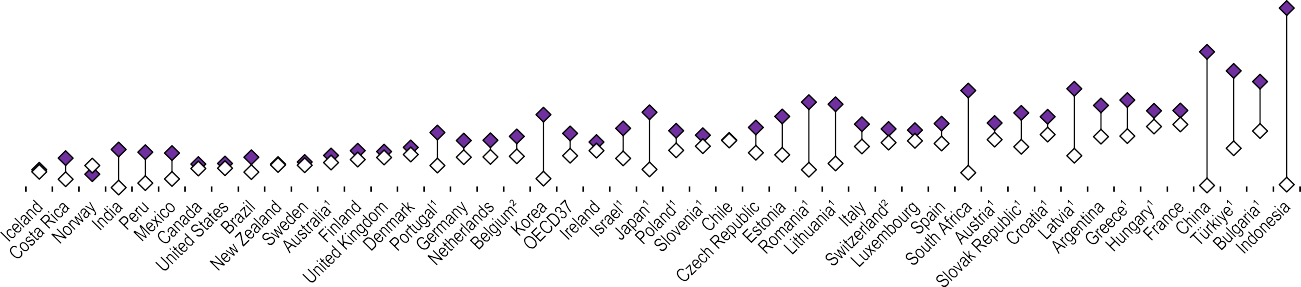 Iceland
Costa Rica
Norway
India
Peru
Mexico
Canada
United States
Brazil
New Zealand
Sweden
Australia¹
Finland
United Kingdom
Denmark
Portugal¹
Germany
Netherlands
Belgium²
Korea
OECD37
Ireland
Israel¹
Japan¹
Poland¹
Slovenia¹
Chile
Czech Republic
Estonia
Romania¹
Lithuania¹
Italy
Switzerland²
Luxembourg
Spain
South Africa
Austria¹
Slovak Republic¹
Croatia¹
Latvia¹
Argentina
Greece¹
Hungary¹
France
China
Türkiye¹
Bulgaria¹
Indonesia